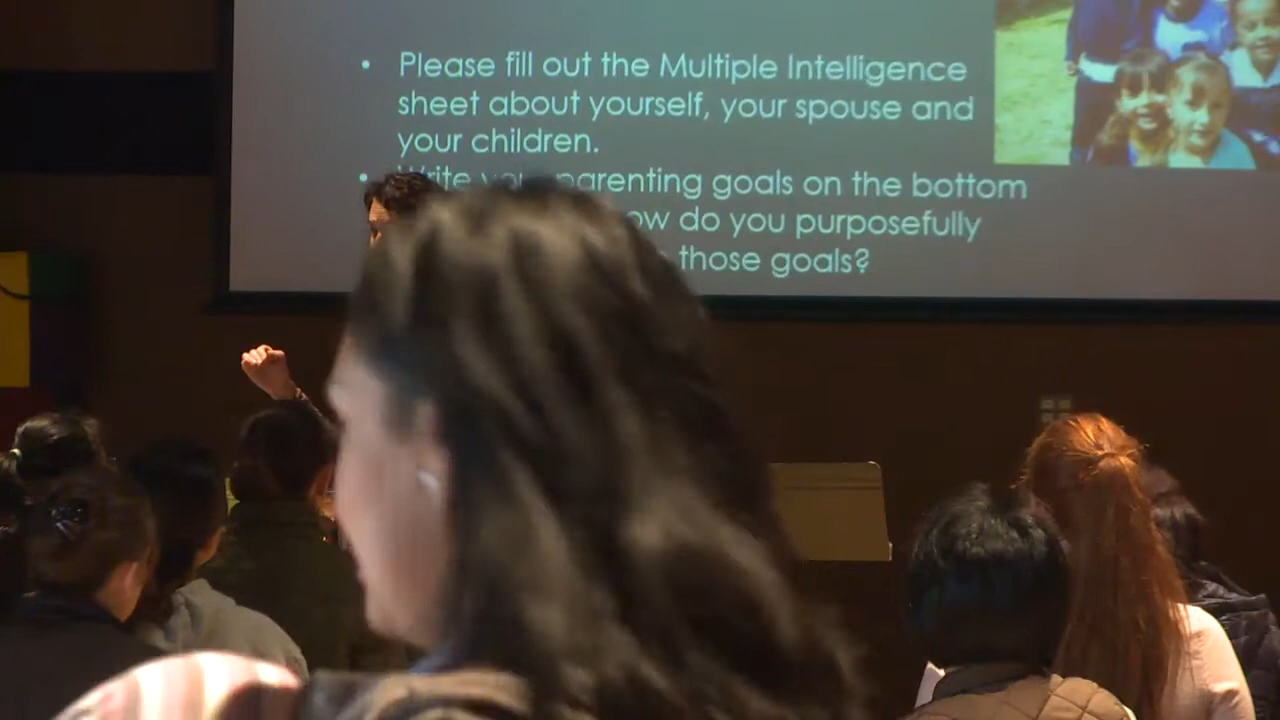 • Please fill out the Multiple Intelligence
sheet about yourself, your spouse and
your children.
• Write your parenting goals on the bottom
do you purposefully
those goals?